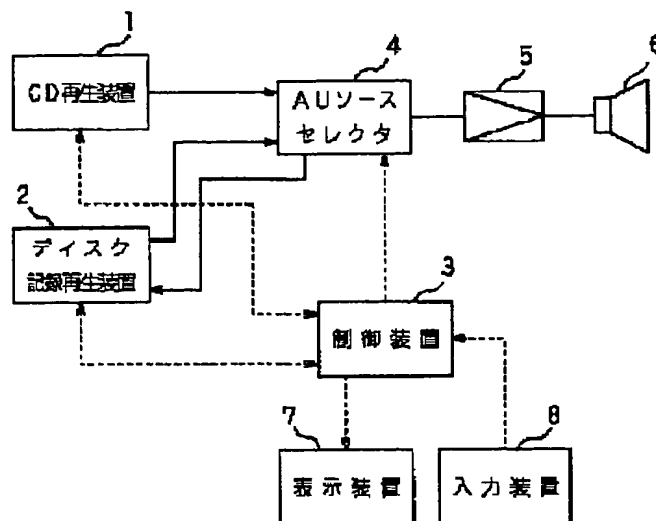 1
CD再生装置
4
AUソース
セレクタ
5
6
2
ディスク
記録再生装置
3
制御装置
7
表示装置
8
入力装置